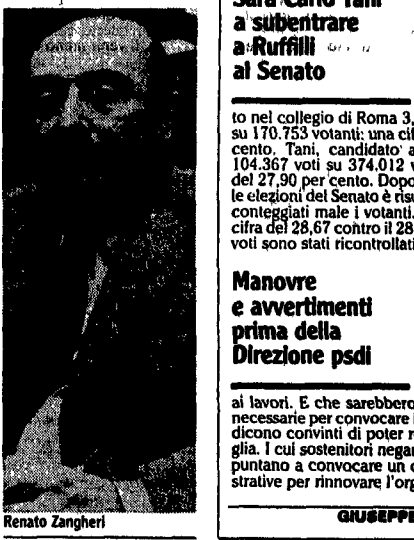 Renato Zangheri
Sarà Carlo Tani
a subentrare
a Ruffilli
al Senato
to nel collegio di Roma 3,
su 170.753 votanti: una cif
cento. Tani, candidato a
104.367 voti su 374.012 v
del 27,90 per cento. Dopo
le elezioni del Senato è risu
conteggiati male i votanti.
cifra del 28,67 contro il 28
voti sono stati ricontrollati
Manovre
e avvertimenti
prima della
Direzione psdi
ai lavori. E che sarebbero
necessarie per convocare
dicono convinti di poter r
glia. I cui sostenitori negan
puntano a convocare un c
strative per rinnovare l'org
GIUSEPPE